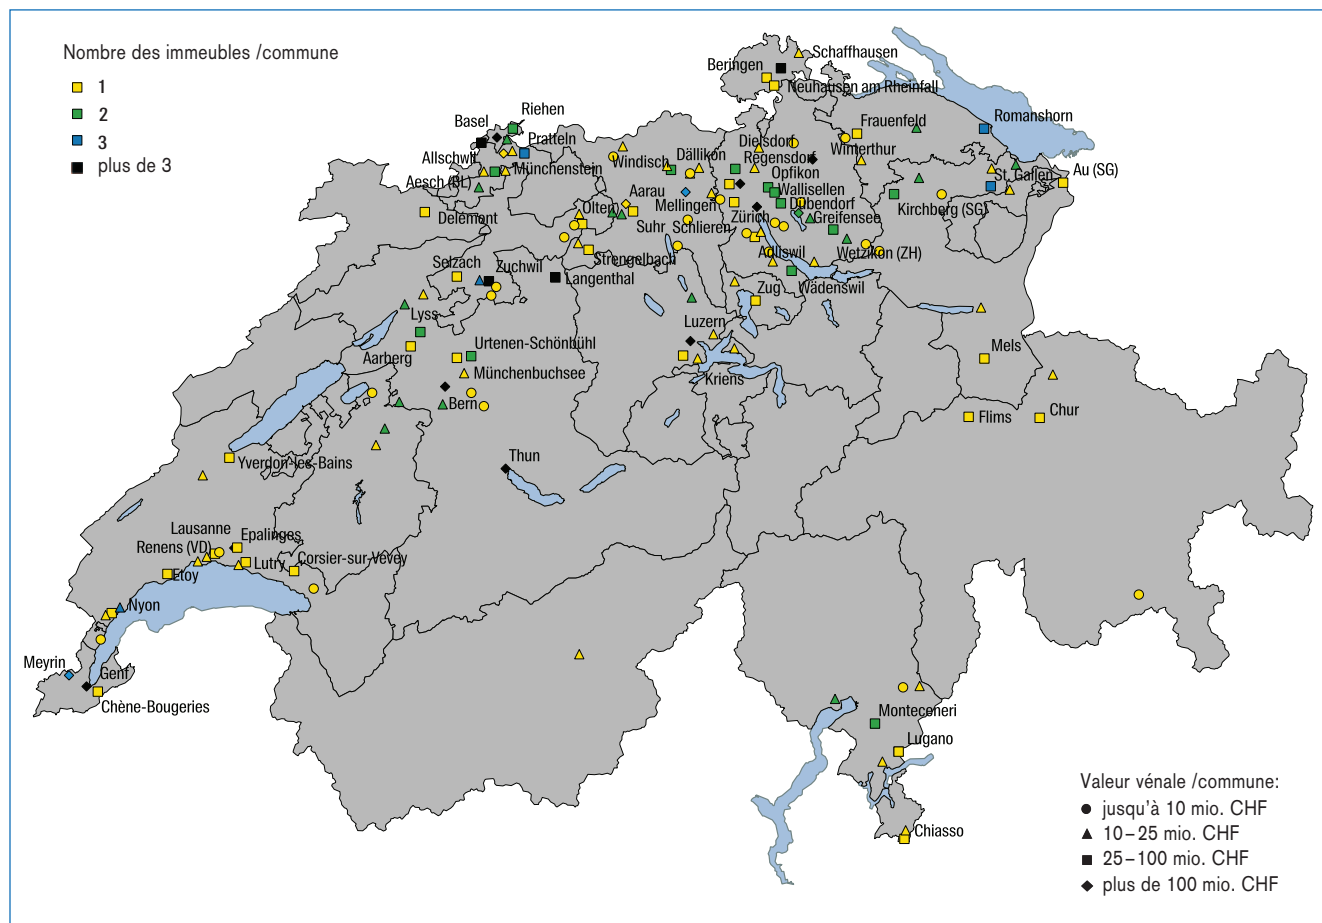 Nombre des immeubles /commune
1
2
3
plus de 3
Schaffhausen
Beringen
Neuhausen am Rheinfall
Riehen
Basel
Pratteln
Allschwil
Münchenstein
Aesch (BL)
Delémont
Windisch
Dällikon
Dielsdorf
Regensdorf
Opfikon
Wallisellen
Dübendorf
Greifensee
Winterthur
Frauenfeld
Romanshorn
St. Gallen
Au (SG)
Kirchberg (SG)
Aarau
Mellingen
Olten
Suhr
Schlieren
Zürich
Wetzikon (ZH)
Adliswil
Wädenswil
Strengelbach
Selzach
Zuchwil
Langenthal
Zug
Lyss
Luzern
Aarberg
Urtenen-Schönbühl
Münchenbuchsee
Kriens
Mels
Bern
Flims
Chur
Thun
Yverdon-les-Bains
Lausanne
Epalinges
Renens (VD)
Lutry
Corsier-sur-Vevey
Etoy
Nyon
Meyrin
Genf
Chêne-Bougeries
Monteceneri
Lugano
Chiasso
Valeur vénale /commune:
jusqu'à 10 mio. CHF
10–25 mio. CHF
25–100 mio. CHF
plus de 100 mio. CHF